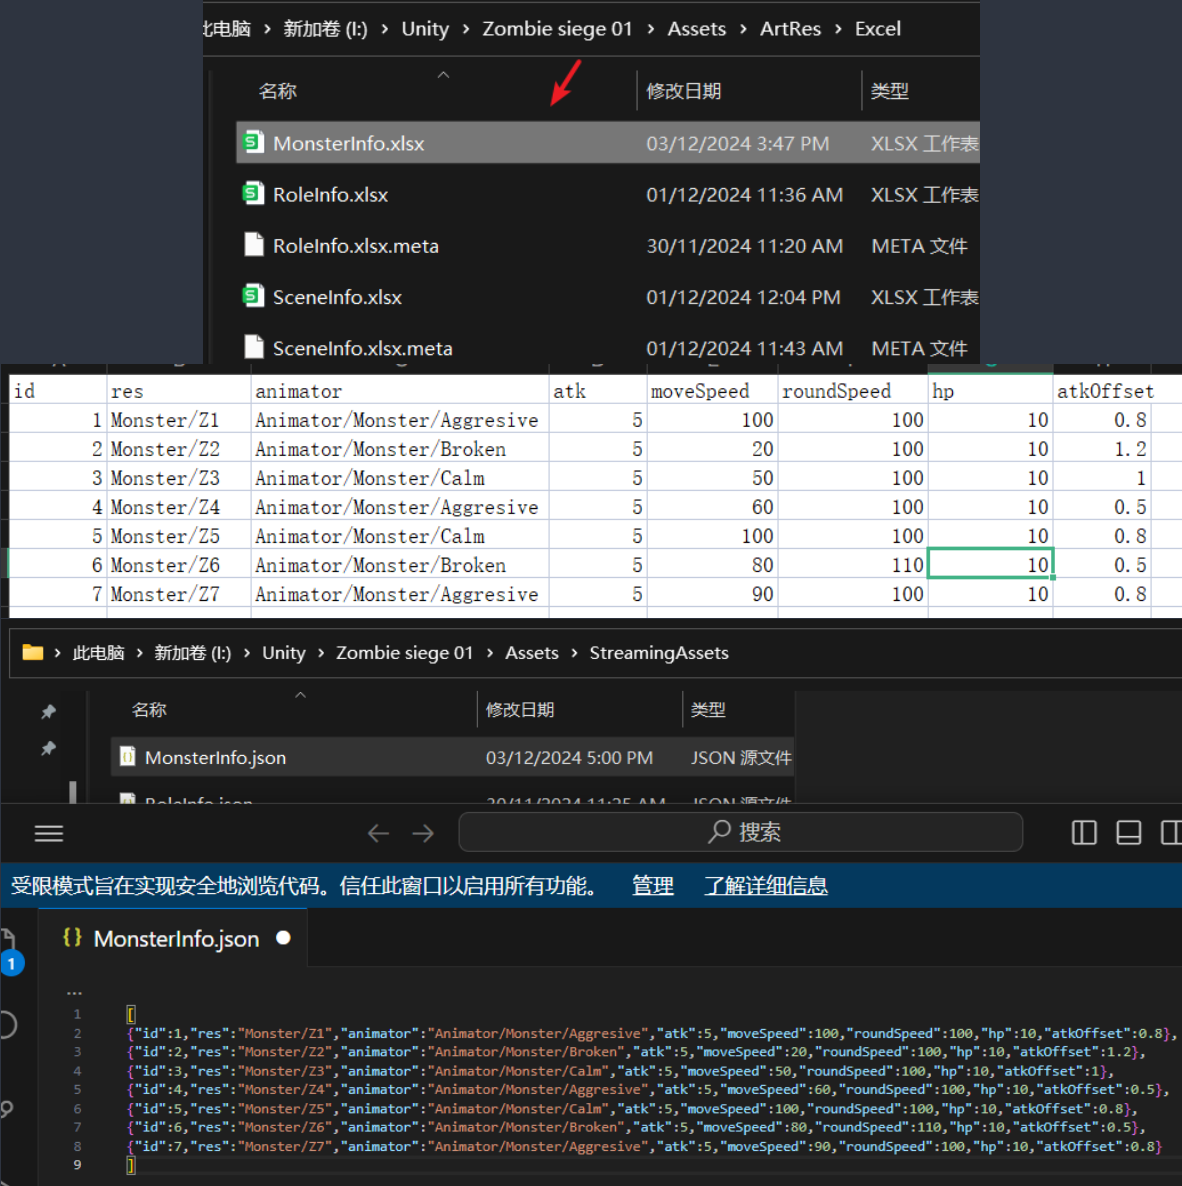 此电脑 › 新加卷 (I:) › Unity › Zombie siege 01 › Assets › ArtRes › Excel
名称 修改日期 类型
MonsterInfo.xlsx 03/12/2024 3:47 PM XLSX 工作表
RoleInfo.xlsx 01/12/2024 11:36 AM XLSX 工作表
RoleInfo.xlsx.meta 30/11/2024 11:20 AM META 文件
SceneInfo.xlsx 01/12/2024 12:04 PM XLSX 工作表
SceneInfo.xlsx.meta 01/12/2024 11:43 AM META 文件
id res animator atk moveSpeed roundSpeed hp atkOffset
1 Monster/Z1 Animator/Monster/Aggresive 5 100 100 10 0.8
2 Monster/Z2 Animator/Monster/Broken 5 20 100 10 1.2
3 Monster/Z3 Animator/Monster/Calm 5 50 100 10 1
4 Monster/Z4 Animator/Monster/Aggresive 5 60 100 10 0.5
5 Monster/Z5 Animator/Monster/Calm 5 100 100 10 0.8
6 Monster/Z6 Animator/Monster/Broken 5 80 110 10 0.5
7 Monster/Z7 Animator/Monster/Aggresive 5 90 100 10 0.8
› 此电脑 › 新加卷 (I:) › Unity › Zombie siege 01 › Assets › StreamingAssets
名称 修改日期 类型
MonsterInfo.json 03/12/2024 5:00 PM JSON 源文件
RoleInfo.json 30/11/2024 11:25 AM JSON 源文件
搜索
受限模式旨在实现安全地浏览代码。信任此窗口以启用所有功能。 管理 了解详细信息
{} MonsterInfo.json
1
...
1 [
2 {"id":1,"res":"Monster/Z1","animator":"Animator/Monster/Aggresive","atk":5,"moveSpeed":100,"roundSpeed":100,"hp":10,"atkOffset":0.8},
3 {"id":2,"res":"Monster/Z2","animator":"Animator/Monster/Broken","atk":5,"moveSpeed":20,"roundSpeed":100,"hp":10,"atkOffset":1.2},
4 {"id":3,"res":"Monster/Z3","animator":"Animator/Monster/Calm","atk":5,"moveSpeed":50,"roundSpeed":100,"hp":10,"atkOffset":1},
5 {"id":4,"res":"Monster/Z4","animator":"Animator/Monster/Aggresive","atk":5,"moveSpeed":60,"roundSpeed":100,"hp":10,"atkOffset":0.5},
6 {"id":5,"res":"Monster/Z5","animator":"Animator/Monster/Calm","atk":5,"moveSpeed":100,"roundSpeed":100,"hp":10,"atkOffset":0.8},
7 {"id":6,"res":"Monster/Z6","animator":"Animator/Monster/Broken","atk":5,"moveSpeed":80,"roundSpeed":110,"hp":10,"atkOffset":0.5},
8 {"id":7,"res":"Monster/Z7","animator":"Animator/Monster/Aggresive","atk":5,"moveSpeed":90,"roundSpeed":100,"hp":10,"atkOffset":0.8}
9 ]